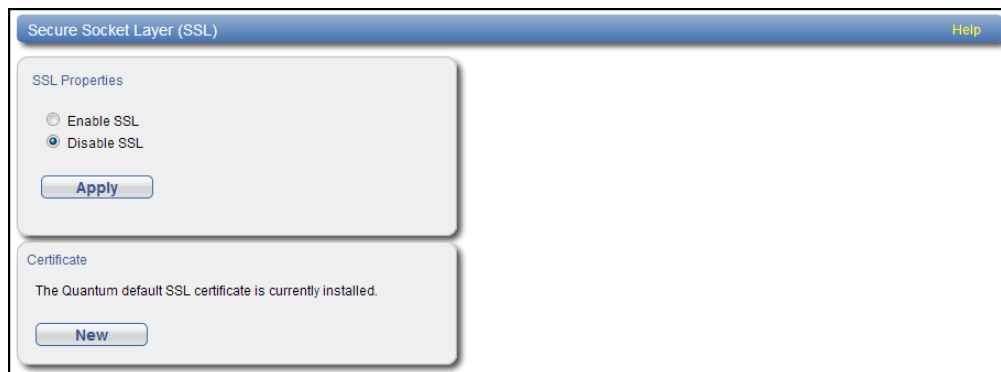 Secure Socket Layer (SSL) Help
SSL Properties
Enable SSL
Disable SSL
Apply
Certificate
The Quantum default SSL certificate is currently installed.
New